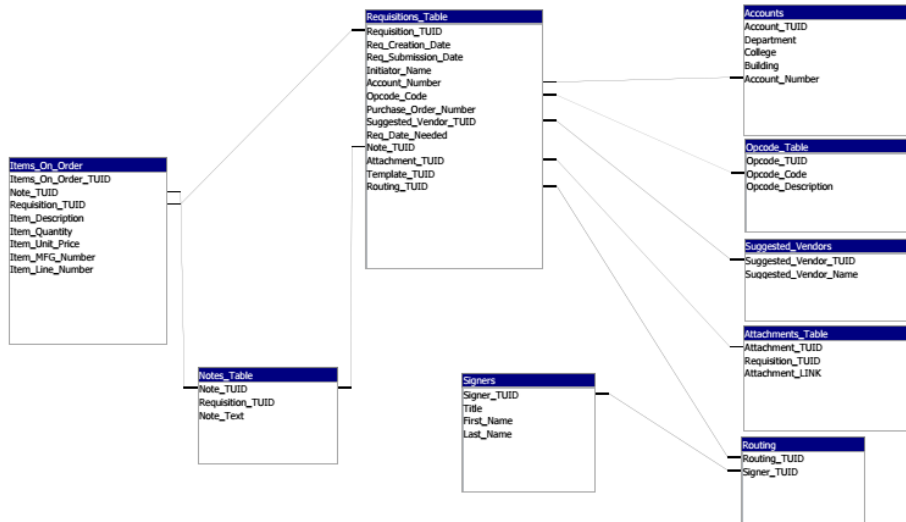 Requisitions_Table
Requisition_TUID
Req_Creation_Date
Req_Submission_Date
Initiator_Name
Account_Number
Opcode_Code
Purchase_Order_Number
Suggested_Vendor_TUID
Req_Date_Needed
Note_TUID
Attachment_TUID
Template_TUID
Routing_TUID
Accounts
Account_TUID
Department
College
Building
Account_Number
Opcode_Table
Opcode_TUID
Opcode_Code
Opcode_Description
Items_On_Order
Items_On_Order_TUID
Note_TUID
Requisition_TUID
Item_Description
Item_Quantity
Item_Unit_Price
Item_MFG_Number
Item_Line_Number
Suggested_Vendors
Suggested_Vendor_TUID
Suggested_Vendor_Name
Attachments_Table
Attachment_TUID
Requisition_TUID
Attachment_LINK
Notes_Table
Note_TUID
Requisition_TUID
Note_Text
Signers
Signer_TUID
Title
First_Name
Last_Name
Routing
Routing_TUID
Signer_TUID